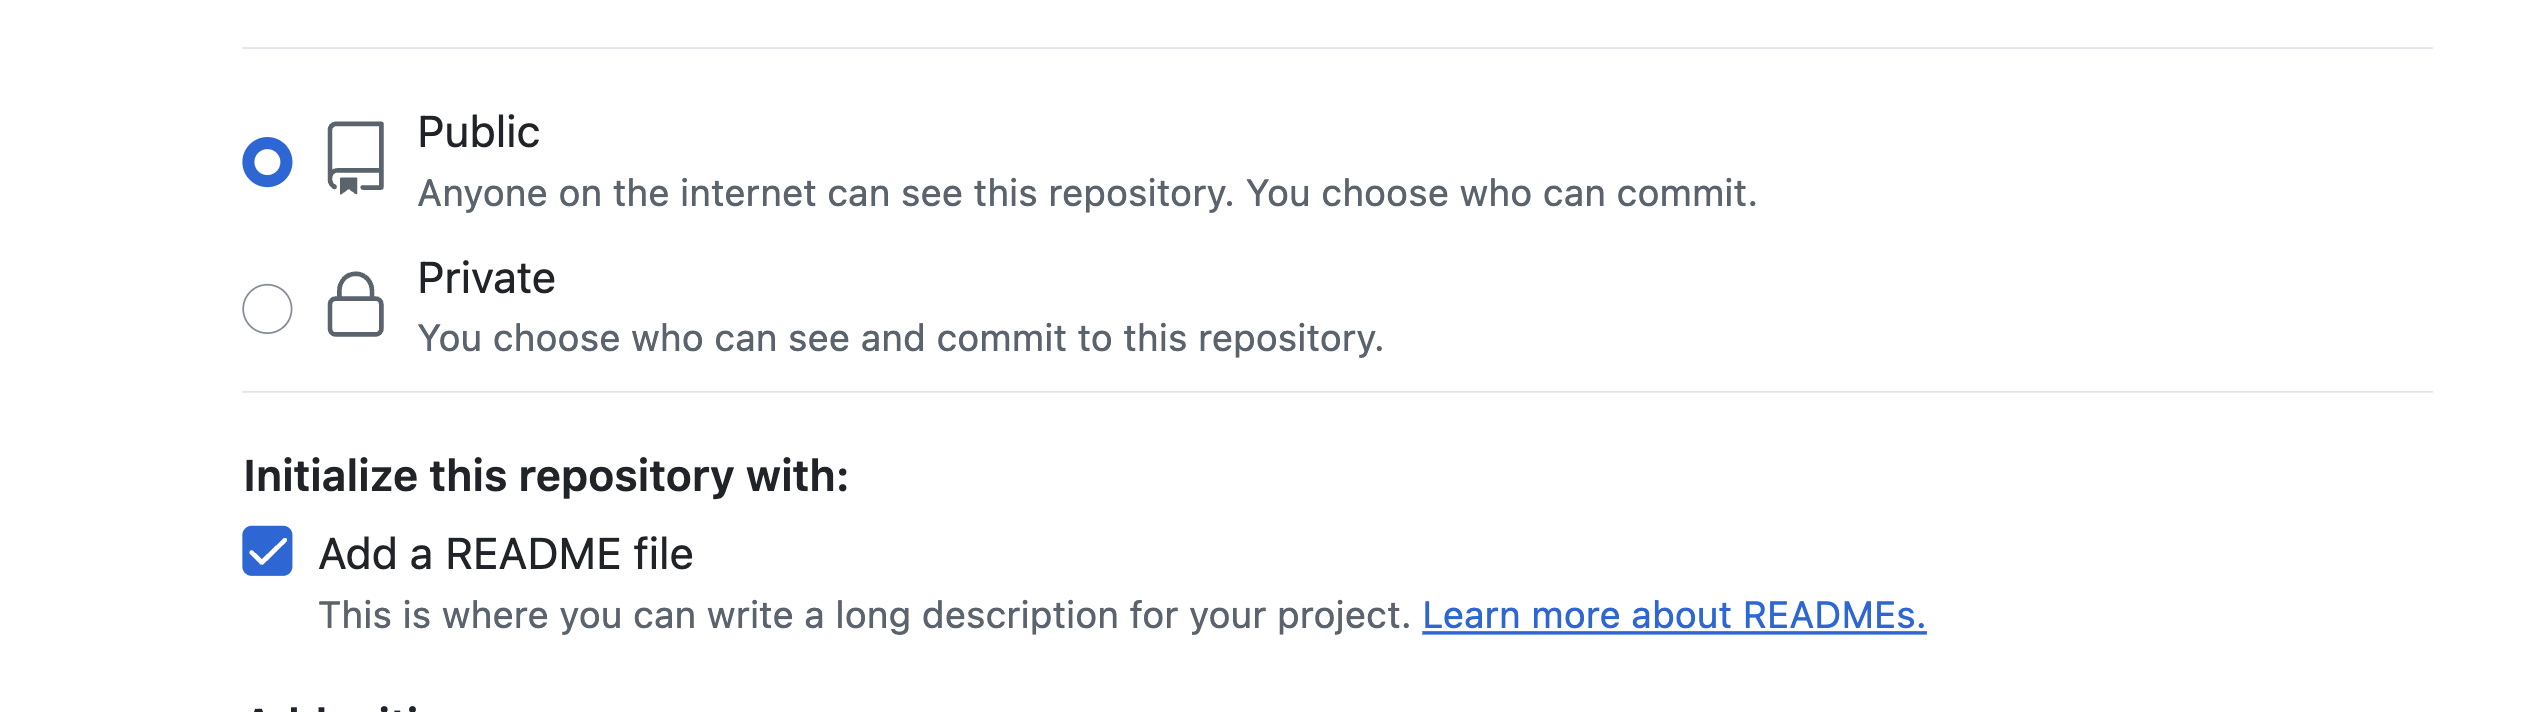 Public
Anyone on the internet can see this repository. You choose who can commit.
Private
You choose who can see and commit to this repository.
Initialize this repository with:
Add a README file
This is where you can write a long description for your project. Learn more about READMEs.